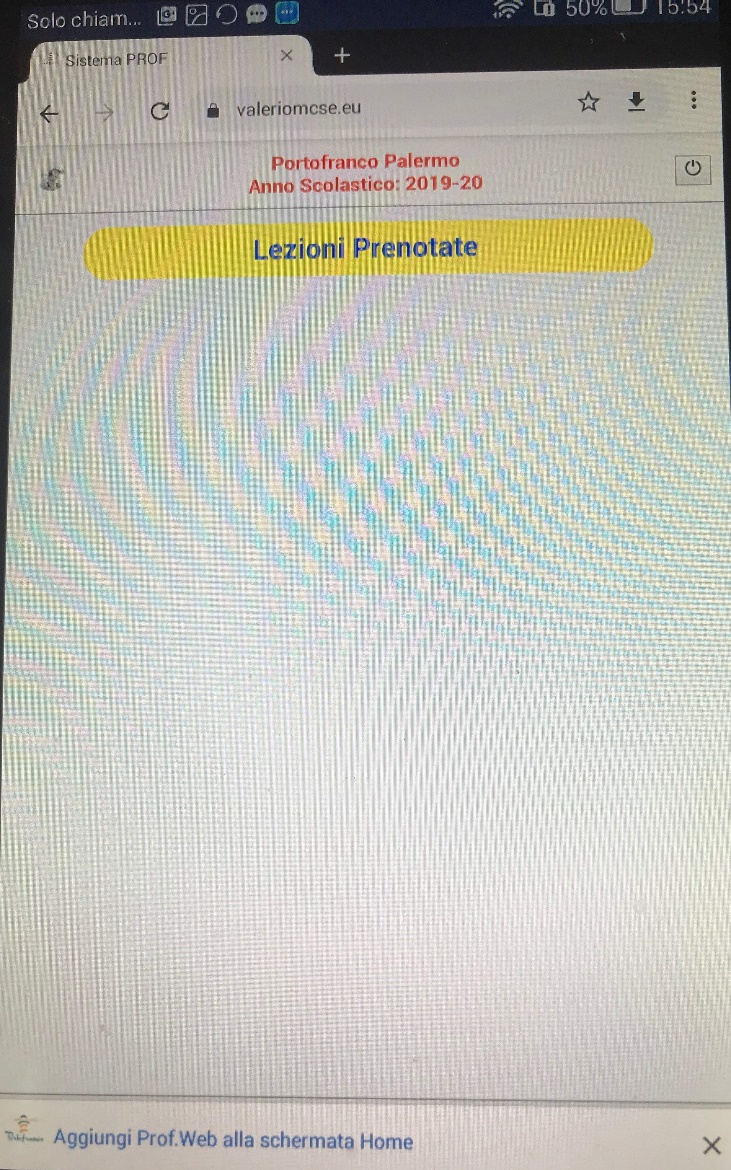 Solo chiam... 50% 15:54
Sistema PROF
valeriomcse.eu
Portofranco Palermo
Anno Scolastico: 2019-20
Lezioni Prenotate
Aggiungi Prof.Web alla schermata Home